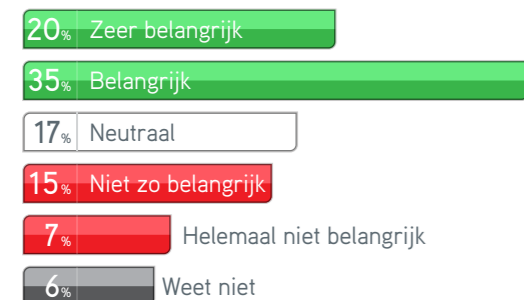 20% Zeer belangrijk
35% Belangrijk
17% Neutraal
15% Niet zo belangrijk
7% Helemaal niet belangrijk
6% Weet niet